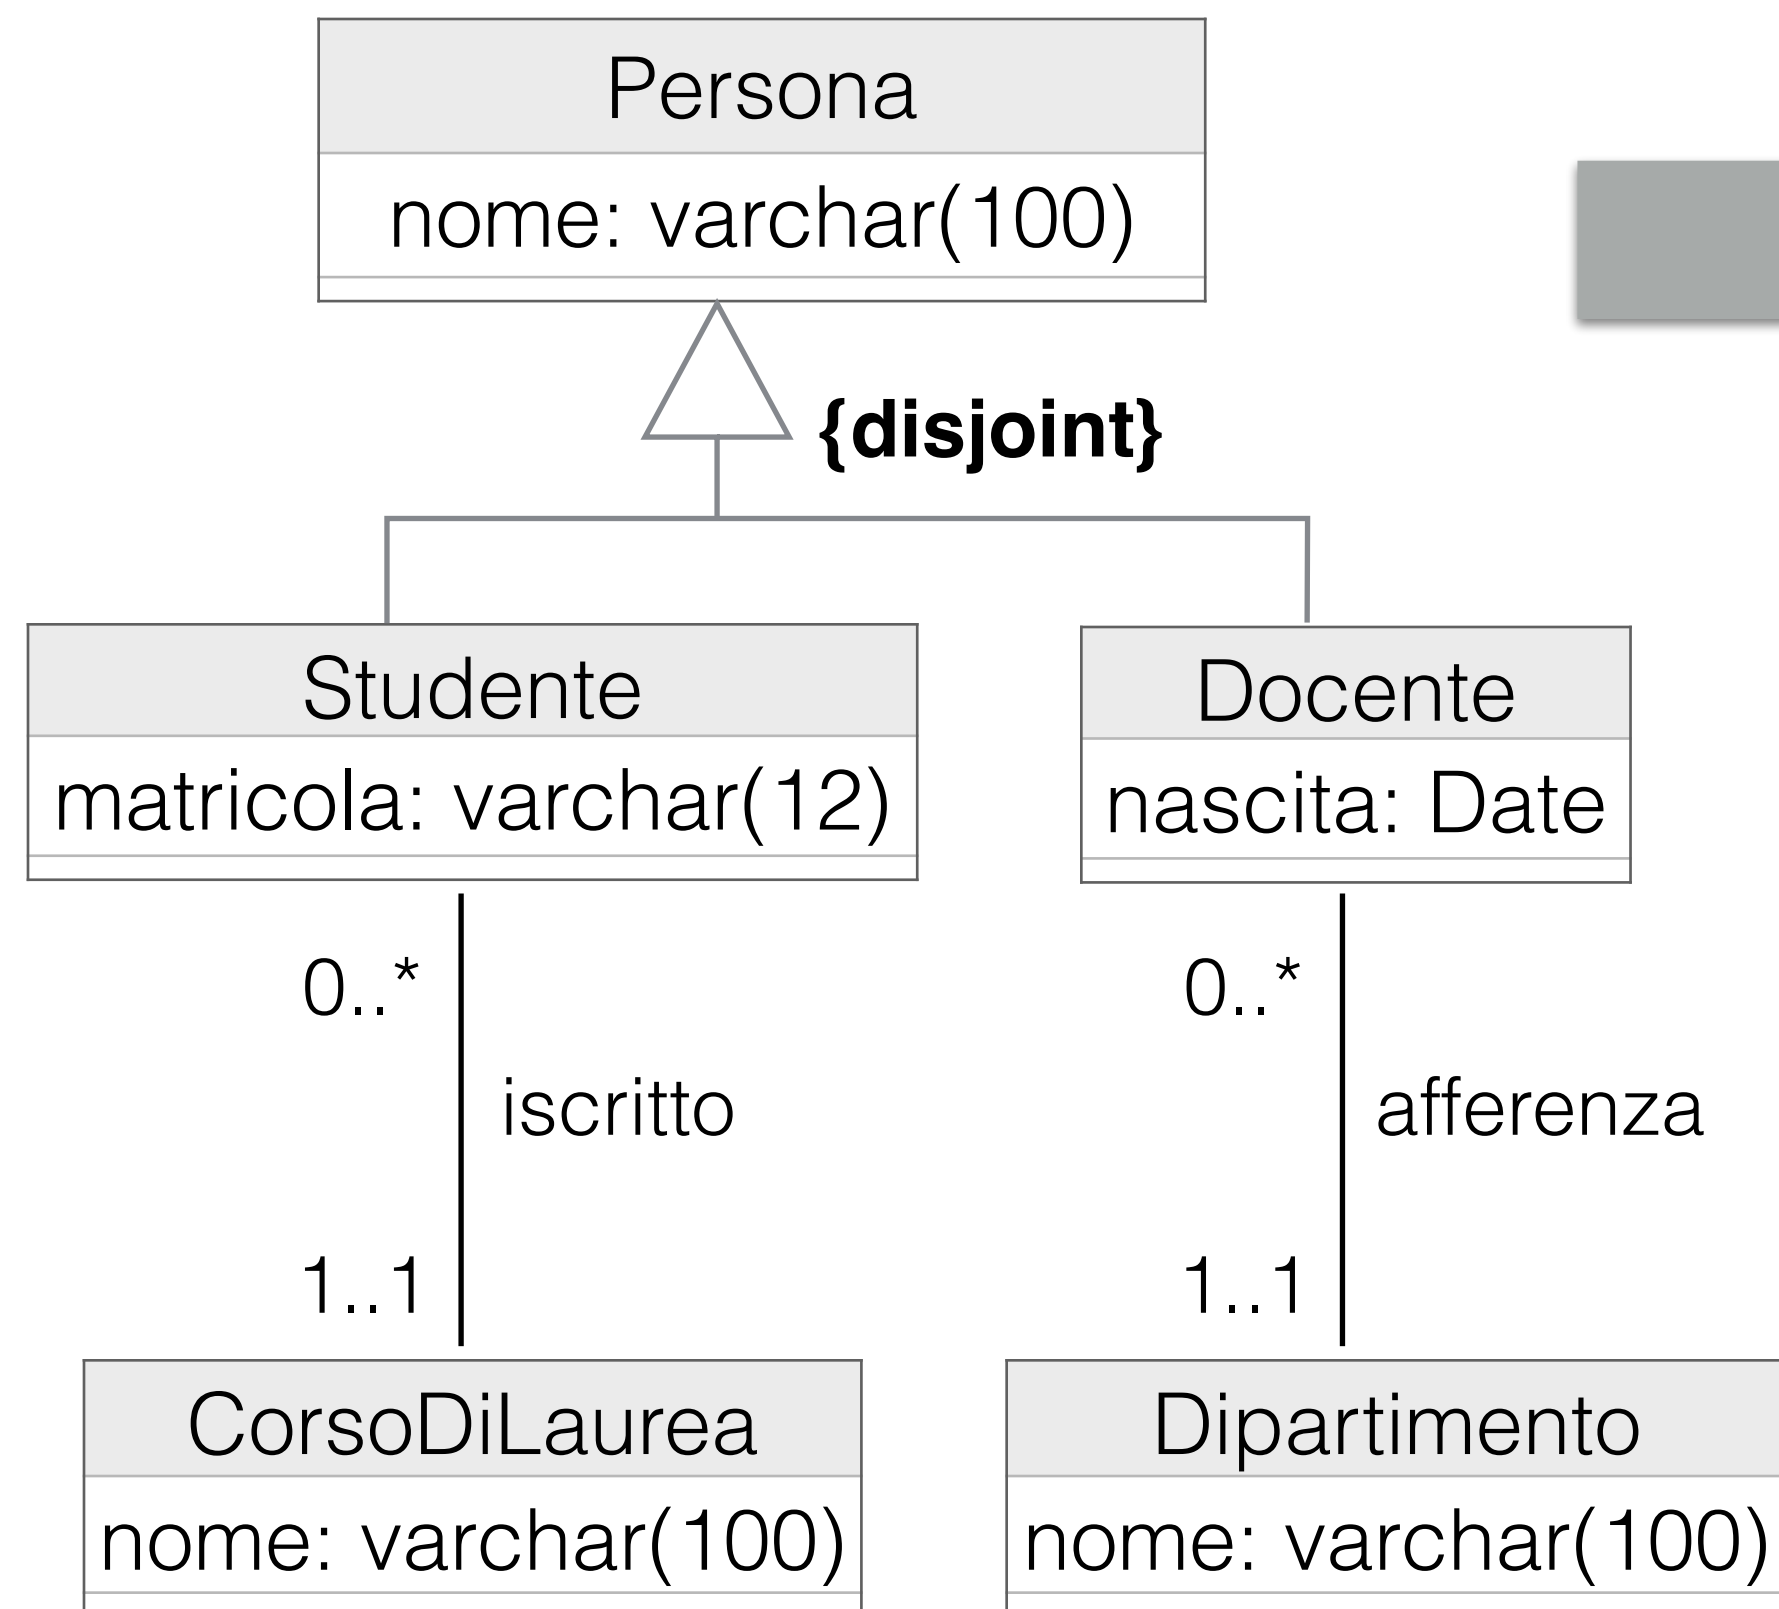 Persona
nome: varchar(100)
{disjoint}
Studente
matricola: varchar(12)
Docente
nascita: Date
0..*
iscritto
1..1
0..*
afferenza
1..1
CorsoDiLaurea
nome: varchar(100)
Dipartimento
nome: varchar(100)